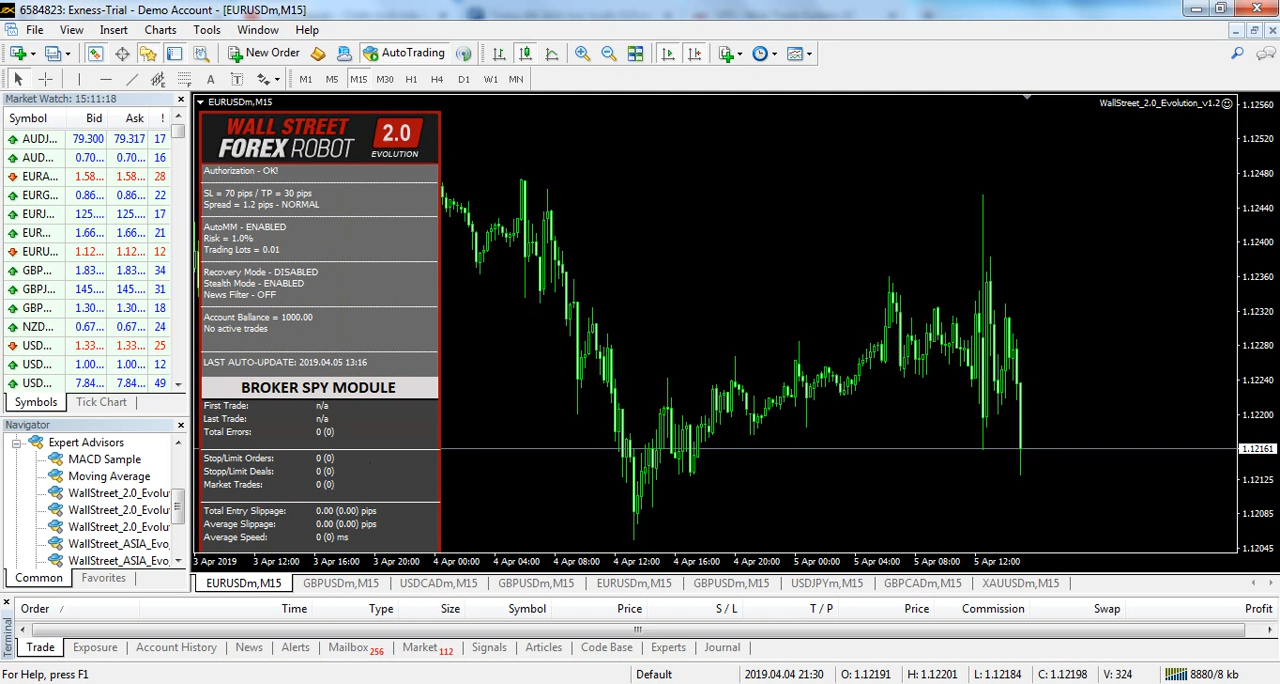 6584823: Exness-Trial - Demo Account - [EURUSDm,M15]
File View Insert Charts Tools Window Help
New Order AutoTrading
A T M1 M5 M15 M30 H1 H4 D1 W1 MN
Market Watch: 15:11:18
Symbol Bid Ask !
AUDJ... 79.300 79.317 17
AUD... 0.70... 0.70... 16
EURA... 1.58... 1.58... 28
EURG... 0.86... 0.86... 22
EURJ... 125.... 125.... 17
EUR... 1.66... 1.66... 21
EURU... 1.12... 1.12... 12
GBP... 1.83... 1.83... 34
GBPJ... 145.... 145.... 31
GBP... 1.30... 1.30... 18
NZD... 0.67... 0.67... 24
USD... 1.33... 1.33... 25
USD... 1.00... 1.00... 12
USD... 7.84... 7.84... 49
Symbols Tick Chart
Navigator
Expert Advisors
MACD Sample
Moving Average
WallStreet_2.0_Evolu
WallStreet_2.0_Evolu
WallStreet_2.0_Evolu
WallStreet_ASIA_Evo
WallStreet_ASIA_Evo
Common Favorites
EURUSDm,M15
WallStreet_2.0_Evolution_v1.2
WALL STREET
FOREX ROBOT
2.0
EVOLUTION
Authorization - OK!
SL = 70 pips / TP = 30 pips
Spread = 1.2 pips - NORMAL
AutoMM - ENABLED
Risk = 1.0%
Trading Lots = 0.01
Recovery Mode - DISABLED
Stealth Mode - ENABLED
News Filter - OFF
Account Ballance = 1000.00
No active trades
LAST AUTO-UPDATE: 2019.04.05 13:16
BROKER SPY MODULE
First Trade: n/a
Last Trade: n/a
Total Errors: 0 (0)
Stop/Limit Orders: 0 (0)
Stopp/Limit Deals: 0 (0)
Market Trades: 0 (0)
Total Entry Slippage: 0.00 (0.00) pips
Average Slippage: 0.00 (0.00) pips
Average Speed: 0 (0) ms
1.12560
1.12520
1.12480
1.12440
1.12400
1.12360
1.12320
1.12280
1.12240
1.12200
1.12161
1.12125
1.12085
1.12045
3 Apr 2019 3 Apr 12:00 3 Apr 16:00 3 Apr 20:00 4 Apr 00:00 4 Apr 04:00 4 Apr 08:00 4 Apr 12:00 4 Apr 16:00 4 Apr 20:00 5 Apr 00:00 5 Apr 04:00 5 Apr 08:00 5 Apr 12:00
EURUSDm,M15 GBPUSDm,M15 USDCADm,M15 GBPUSDm,M15 EURUSDm,M15 GBPUSDm,M15 USDJPYm,M15 GBPCADm,M15 XAUUSDm,M15
Terminal
Order / Time Type Size Symbol Price S / L T / P Price Commission Swap Profit
Trade Exposure Account History News Alerts Mailbox 256 Market 112 Signals Articles Code Base Experts Journal
For Help, press F1 Default 2019.04.04 21:30 O: 1.12191 H: 1.12201 L: 1.12184 C: 1.12198 V: 324 8880/8 kb